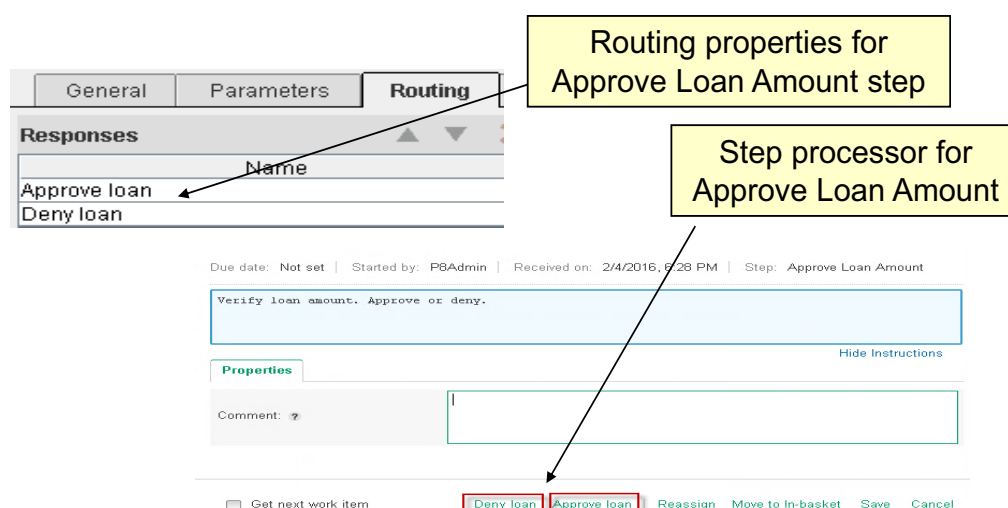 Routing properties for
Approve Loan Amount step
General Parameters Routing
Responses
Name
Approve loan
Deny loan
Step processor for
Approve Loan Amount
Due date: Not set | Started by: P8Admin | Received on: 2/4/2016, 6:28 PM | Step: Approve Loan Amount
Verify loan amount. Approve or deny.
Hide Instructions
Properties
Comment: ?
Get next work item Deny loan Approve loan Reassign Move to In-basket Save Cancel